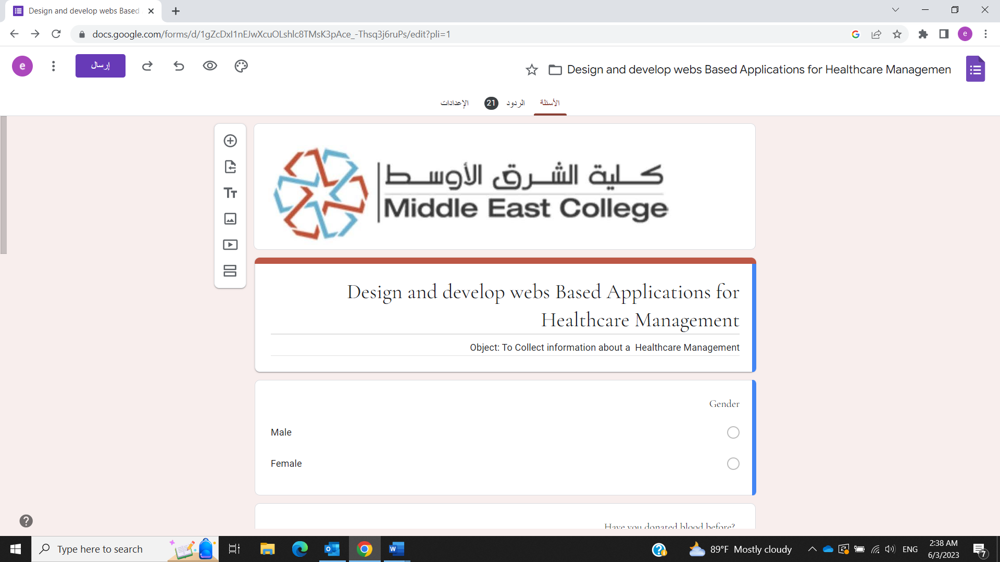 Design and develop webs Based
docs.google.com/forms/d/1gZcDxI1nEJwXcuOLshlc8TMsK3pAce_-Thsq3j6ruPs/edit?pli=1
e
e
إرسال
Design and develop webs Based Applications for Healthcare Managemen
الأسئلة
الردود
21
الإعدادات
كلية الشرق الأوسط
Middle East College
Design and develop webs Based Applications for
Healthcare Management
Object: To Collect information about a  Healthcare Management
Gender
Male
Female
Have you donated blood before?
Type here to search
89°F Mostly cloudy
ENG
2:38 AM
6/3/2023
7